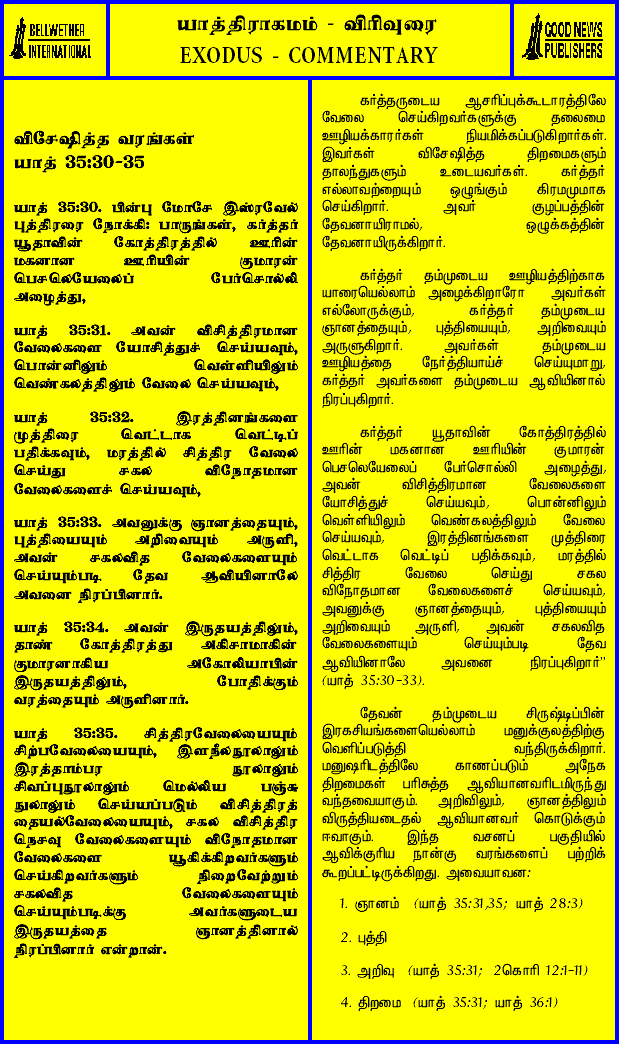 BELLWETHER
INTERNATIONAL
யாத்திராகமம் - விரிவுரை
EXODUS - COMMENTARY
GOOD NEWS
PUBLISHERS
விசேஷித்த வரங்கள்
யாத் 35:30-35
யாத் 35:30. பின்பு மோசே இஸ்ரவேல்
புத்திரரை நோக்கி: பாருங்கள், கர்த்தர்
யூதாவின் கோத்திரத்தில் ஊரின்
மகனான ஊரியின் குமாரன்
பெசலெயேலைப் பேர்சொல்லி
அழைத்து,
யாத் 35:31. அவன் விசித்திரமான
வேலைகளை யோசித்துச் செய்யவும்,
பொன்னிலும் வெள்ளியிலும்
வெண்கலத்திலும் வேலை செய்யவும்,
யாத் 35:32. இரத்தினங்களை
முத்திரை வெட்டாக வெட்டிப்
பதிக்கவும், மரத்தில் சித்திர வேலை
செய்து சகல விநோதமான
வேலைகளைச் செய்யவும்,
யாத் 35:33. அவனுக்கு ஞானத்தையும்,
புத்தியையும் அறிவையும் அருளி,
அவன் சகலவித வேலைகளையும்
செய்யும்படி தேவ ஆவியினாலே
அவனை நிரப்பினார்.
யாத் 35:34. அவன் இருதயத்திலும்,
தாண் கோத்திரத்து அகிசாமாகின்
குமாரனாகிய அகோலியாபின்
இருதயத்திலும், போதிக்கும்
வரத்தையும் அருளினார்.
யாத் 35:35. சித்திரவேலையையும்
சிற்பவேலையையும், இளநீலநூலாலும்
இரத்தாம்பர நூலாலும்
சிவப்புநூலாலும் மெல்லிய பஞ்சு
நுலாலும் செய்யப்படும் விசித்திரத்
தையல்வேலையையும், சகல விசித்திர
நெசவு வேலைகளையும் விநோதமான
வேலைகளை யூகிக்கிறவர்களும்
செய்கிறவர்களும் நிறைவேற்றும்
சகலவித வேலைகளையும்
செய்யும்படிக்கு அவர்களுடைய
இருதயத்தை ஞானத்தினால்
நிரப்பினார் என்றான்.
கர்த்தருடைய ஆசரிப்புக்கூடாரத்திலே
வேலை செய்கிறவர்களுக்கு தலைமை
ஊழியக்காரர்கள் நியமிக்கப்படுகிறார்கள்.
இவர்கள் விசேஷித்த திறமைகளும்
தாலந்துகளும் உடையவர்கள். கர்த்தர்
எல்லாவற்றையும் ஒழுங்கும் கிரமமுமாக
செய்கிறார். அவர் குழப்பத்தின்
தேவனாயிராமல், ஒழுக்கத்தின்
தேவனாயிருக்கிறார்.
கர்த்தர் தம்முடைய ஊழியத்திற்காக
யாரையெல்லாம் அழைக்கிறாரோ அவர்கள்
எல்லோருக்கும், கர்த்தர் தம்முடைய
ஞானத்தையும், புத்தியையும், அறிவையும்
அருளுகிறார். அவர்கள் தம்முடைய
ஊழியத்தை நேர்த்தியாய்ச் செய்யுமாறு,
கர்த்தர் அவர்களை தம்முடைய ஆவியினால்
நிரப்புகிறார்.
கர்த்தர் யூதாவின் கோத்திரத்தில்
ஊரின் மகனான ஊரியின் குமாரன்
பெசலெயேலைப் பேர்சொல்லி அழைத்து,
அவன் விசித்திரமான வேலைகளை
யோசித்துச் செய்யவும், பொன்னிலும்
வெள்ளியிலும் வெண்கலத்திலும் வேலை
செய்யவும், இரத்தினங்களை முத்திரை
வெட்டாக வெட்டிப் பதிக்கவும், மரத்தில்
சித்திர வேலை செய்து சகல
விநோதமான வேலைகளைச் செய்யவும்,
அவனுக்கு ஞானத்தையும், புத்தியையும்
அறிவையும் அருளி, அவன் சகலவித
வேலைகளையும் செய்யும்படி தேவ
ஆவியினாலே அவனை நிரப்புகிறார்"
(யாத் 35:30-33).
தேவன் தம்முடைய சிருஷ்டிப்பின்
இரகசியங்களையெல்லாம் மனுக்குலத்திற்கு
வெளிப்படுத்தி வந்திருக்கிறார்.
மனுஷரிடத்திலே காணப்படும் அநேக
திறமைகள் பரிசுத்த ஆவியானவரிடமிருந்து
வந்தவையாகும். அறிவிலும், ஞானத்திலும்
விருத்தியடைதல் ஆவியானவர் கொடுக்கும்
ஈவாகும். இந்த வசனப் பகுதியில்
ஆவிக்குரிய நான்கு வரங்களைப் பற்றிக்
கூறப்பட்டிருக்கிறது. அவையாவன:
1. ஞானம் (யாத் 35:31,35; யாத் 28:3)
2. புத்தி
3. அறிவு (யாத் 35:31; 2கொரி 12:1-11)
4. திறமை (யாத் 35:31; யாத் 36:1)